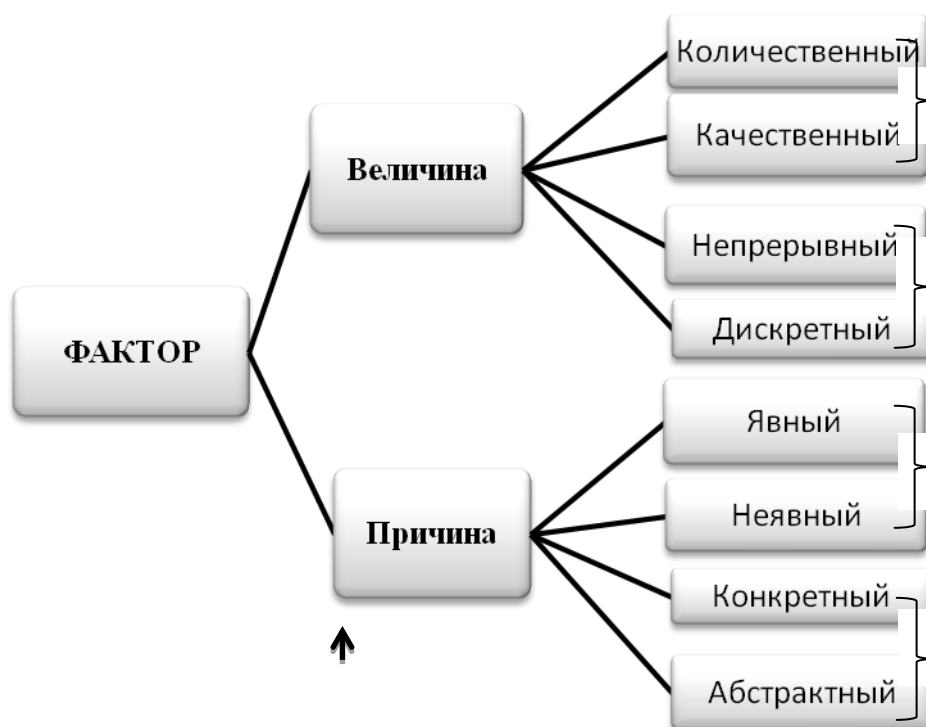 ФАКТОР
Величина
Количественный
Качественный
Непрерывный
Дискретный
Причина
Явный
Неявный
Конкретный
Абстрактный